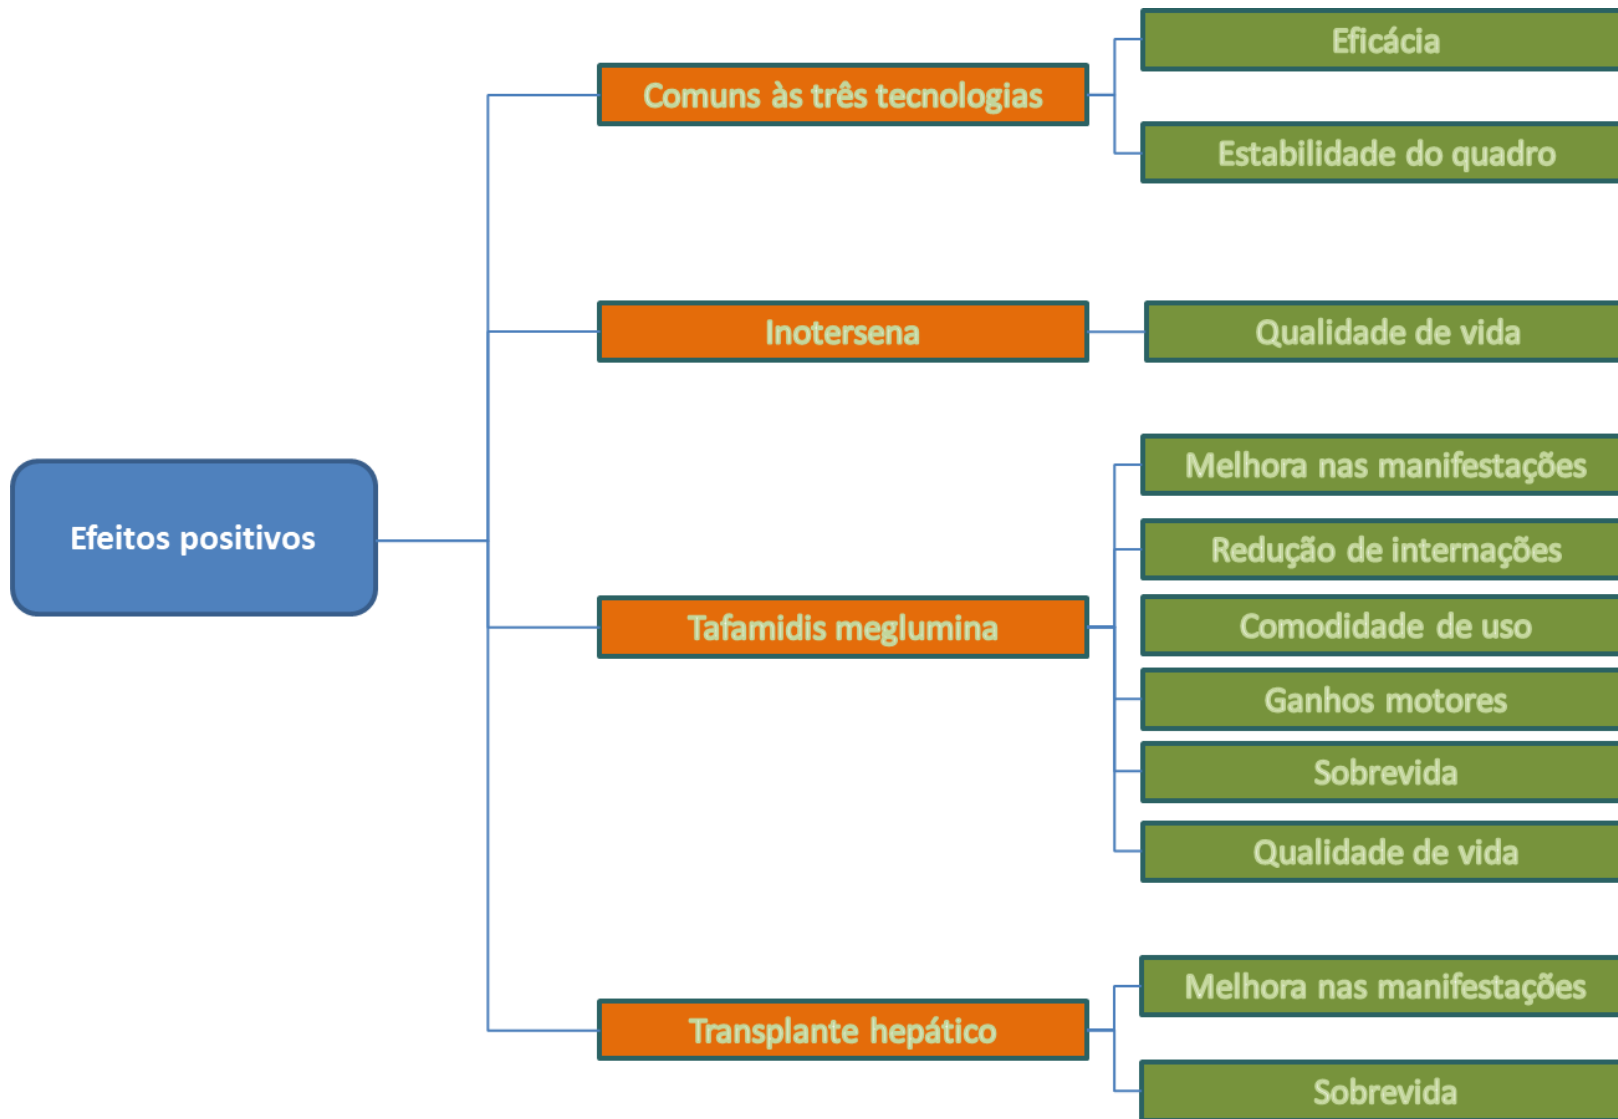 Efeitos positivos
Comuns às três tecnologias
Eficácia
Estabilidade do quadro
Inotersena
Qualidade de vida
Tafamidis meglumina
Melhora nas manifestações
Redução de internações
Comodidade de uso
Ganhos motores
Sobrevida
Qualidade de vida
Transplante hepático
Melhora nas manifestações
Sobrevida